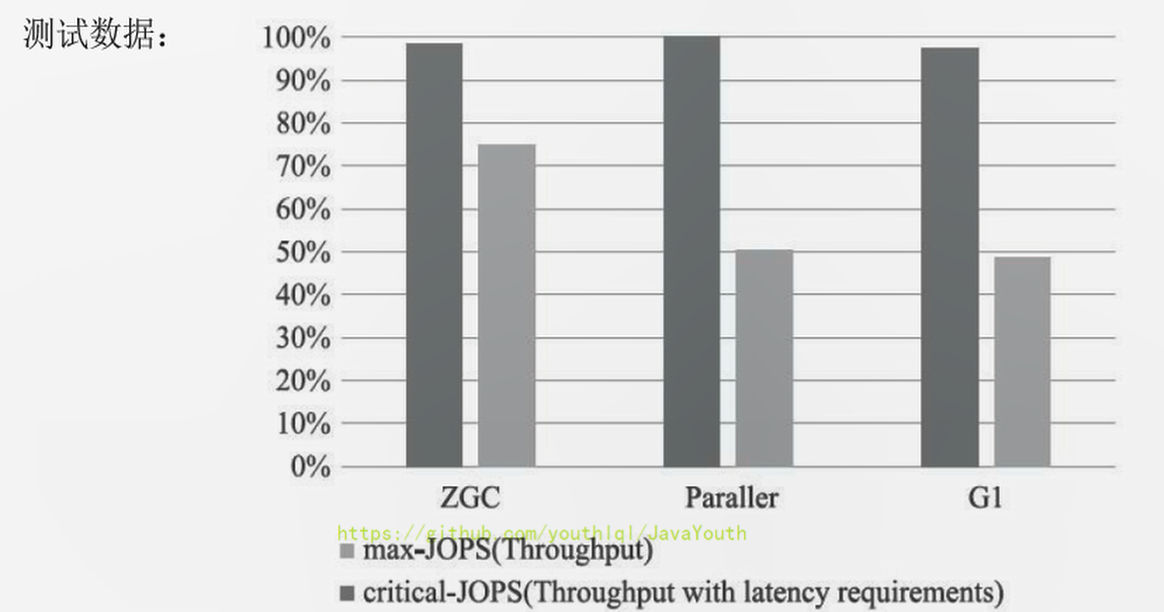 测试数据：
100%
90%
80%
70%
60%
50%
40%
30%
20%
10%
0%
ZGC Paraller G1
https://github.com/youthlql/JavaYouth
max-JOPS(Throughput)
critical-JOPS(Throughput with latency requirements)